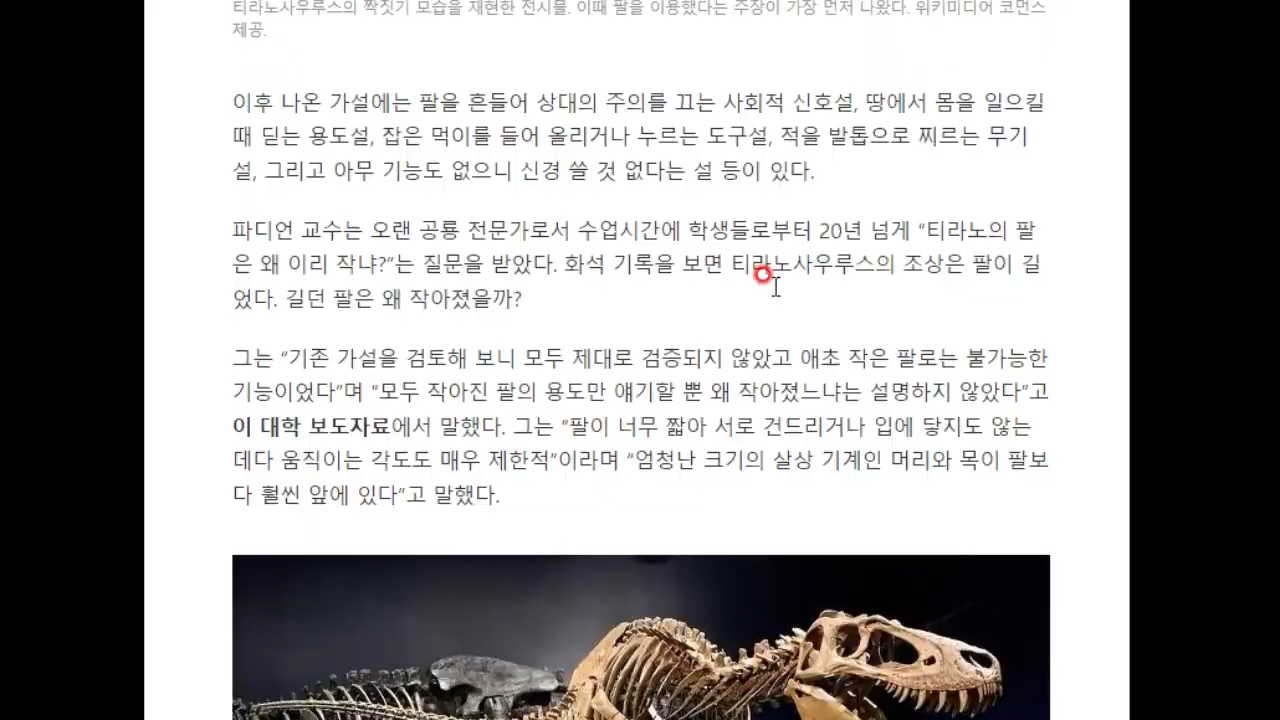 티라노사우루스의 짝짓기 모습을 재현한 전시물. 이때 팔을 이용했다는 주장이 가장 먼저 나왔다. 위키미디어 코먼스
제공.
이후 나온 가설에는 팔을 흔들어 상대의 주의를 끄는 사회적 신호설, 땅에서 몸을 일으킬
때 딛는 용도설, 잡은 먹이를 들어 올리거나 누르는 도구설, 적을 발톱으로 찌르는 무기
설, 그리고 아무 기능도 없으니 신경 쓸 것 없다는 설 등이 있다.
파디언 교수는 오랜 공룡 전문가로서 수업시간에 학생들로부터 20년 넘게 “티라노의 팔
은 왜 이리 작냐?”는 질문을 받았다. 화석 기록을 보면 티라노사우루스의 조상은 팔이 길
었다. 길던 팔은 왜 작아졌을까?
그는 “기존 가설을 검토해 보니 모두 제대로 검증되지 않았고 애초 작은 팔로는 불가능한
기능이었다”며 “모두 작아진 팔의 용도만 얘기할 뿐 왜 작아졌느냐는 설명하지 않았다”고
이 대학 보도자료에서 말했다. 그는 “팔이 너무 짧아 서로 건드리거나 입에 닿지도 않는
데다 움직이는 각도도 매우 제한적”이라며 “엄청난 크기의 살상 기계인 머리와 목이 팔보
다 훨씬 앞에 있다”고 말했다.